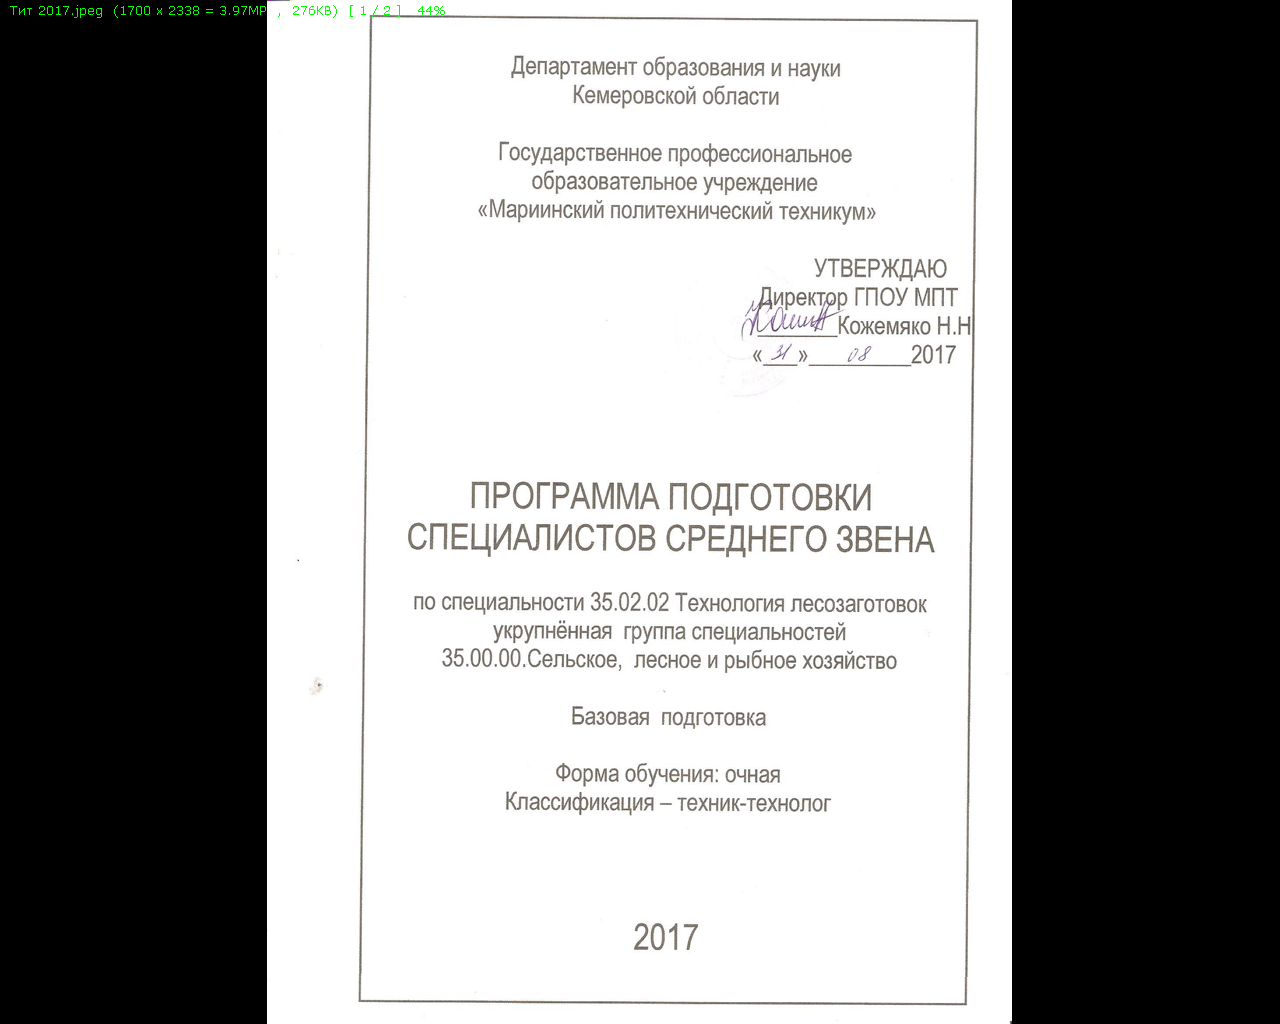 Тит 2017.jpeg (1700 x 2338 = 3.97MP , 276KB) [ 1 / 2 ] 44%
Департамент образования и науки
Кемеровской области
Государственное профессиональное
образовательное учреждение
«Мариинский политехнический техникум»
УТВЕРЖДАЮ
Директор ГПОУ МПТ
________Кожемяко Н.Н
«31» 08 2017
ПРОГРАММА ПОДГОТОВКИ
СПЕЦИАЛИСТОВ СРЕДНЕГО ЗВЕНА
по специальности 35.02.02 Технология лесозаготовок
укрупнённая группа специальностей
35.00.00.Сельское, лесное и рыбное хозяйство
Базовая подготовка
Форма обучения: очная
Классификация – техник-технолог
2017